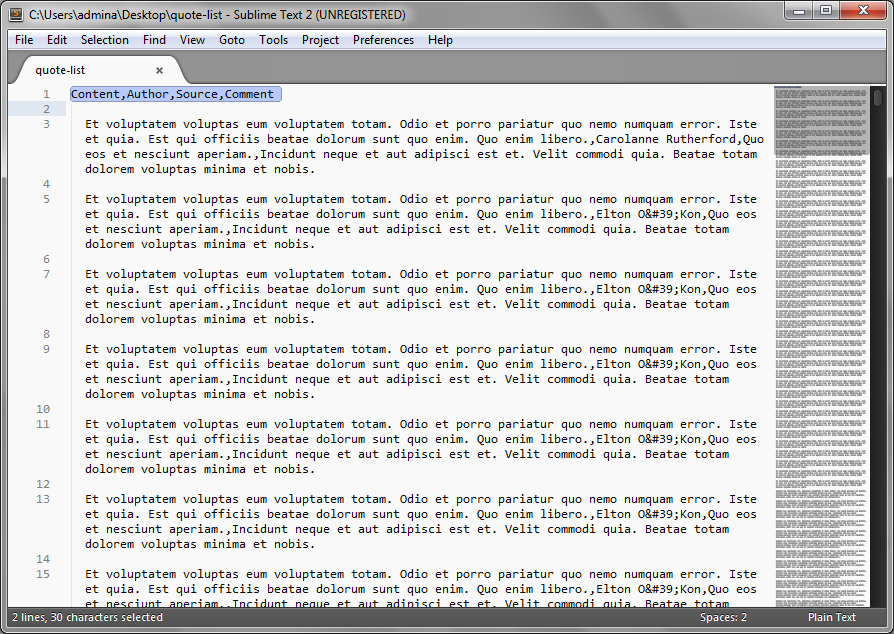 C:\Users\admina\Desktop\quote-list - Sublime Text 2 (UNREGISTERED)
File Edit Selection Find View Goto Tools Project Preferences Help
quote-list
1 Content,Author,Source,Comment
2
3 Et voluptatem voluptas eum voluptatem totam. Odio et porro pariatur quo nemo numquam error. Iste
et quia. Est qui officiis beatae dolorum sunt quo enim. Quo enim libero.,Carolanne Rutherford,Quo
eos et nesciunt aperiam.,Incidunt neque et aut adipisci est et. Velit commodi quia. Beatae totam
dolorem voluptas minima et nobis.
4
5 Et voluptatem voluptas eum voluptatem totam. Odio et porro pariatur quo nemo numquam error. Iste
et quia. Est qui officiis beatae dolorum sunt quo enim. Quo enim libero.,Elton O&#39;Kon,Quo eos
et nesciunt aperiam.,Incidunt neque et aut adipisci est et. Velit commodi quia. Beatae totam
dolorem voluptas minima et nobis.
6
7 Et voluptatem voluptas eum voluptatem totam. Odio et porro pariatur quo nemo numquam error. Iste
et quia. Est qui officiis beatae dolorum sunt quo enim. Quo enim libero.,Elton O&#39;Kon,Quo eos
et nesciunt aperiam.,Incidunt neque et aut adipisci est et. Velit commodi quia. Beatae totam
dolorem voluptas minima et nobis.
8
9 Et voluptatem voluptas eum voluptatem totam. Odio et porro pariatur quo nemo numquam error. Iste
et quia. Est qui officiis beatae dolorum sunt quo enim. Quo enim libero.,Elton O&#39;Kon,Quo eos
et nesciunt aperiam.,Incidunt neque et aut adipisci est et. Velit commodi quia. Beatae totam
dolorem voluptas minima et nobis.
10
11 Et voluptatem voluptas eum voluptatem totam. Odio et porro pariatur quo nemo numquam error. Iste
et quia. Est qui officiis beatae dolorum sunt quo enim. Quo enim libero.,Elton O&#39;Kon,Quo eos
et nesciunt aperiam.,Incidunt neque et aut adipisci est et. Velit commodi quia. Beatae totam
dolorem voluptas minima et nobis.
12
13 Et voluptatem voluptas eum voluptatem totam. Odio et porro pariatur quo nemo numquam error. Iste
et quia. Est qui officiis beatae dolorum sunt quo enim. Quo enim libero.,Elton O&#39;Kon,Quo eos
et nesciunt aperiam.,Incidunt neque et aut adipisci est et. Velit commodi quia. Beatae totam
dolorem voluptas minima et nobis.
14
15 Et voluptatem voluptas eum voluptatem totam. Odio et porro pariatur quo nemo numquam error. Iste
et quia. Est qui officiis beatae dolorum sunt quo enim. Quo enim libero.,Elton O&#39;Kon,Quo eos
et nesciunt aperiam.,Incidunt neque et aut adipisci est et. Velit commodi quia. Beatae totam
2 lines, 30 characters selected Spaces: 2 Plain Text